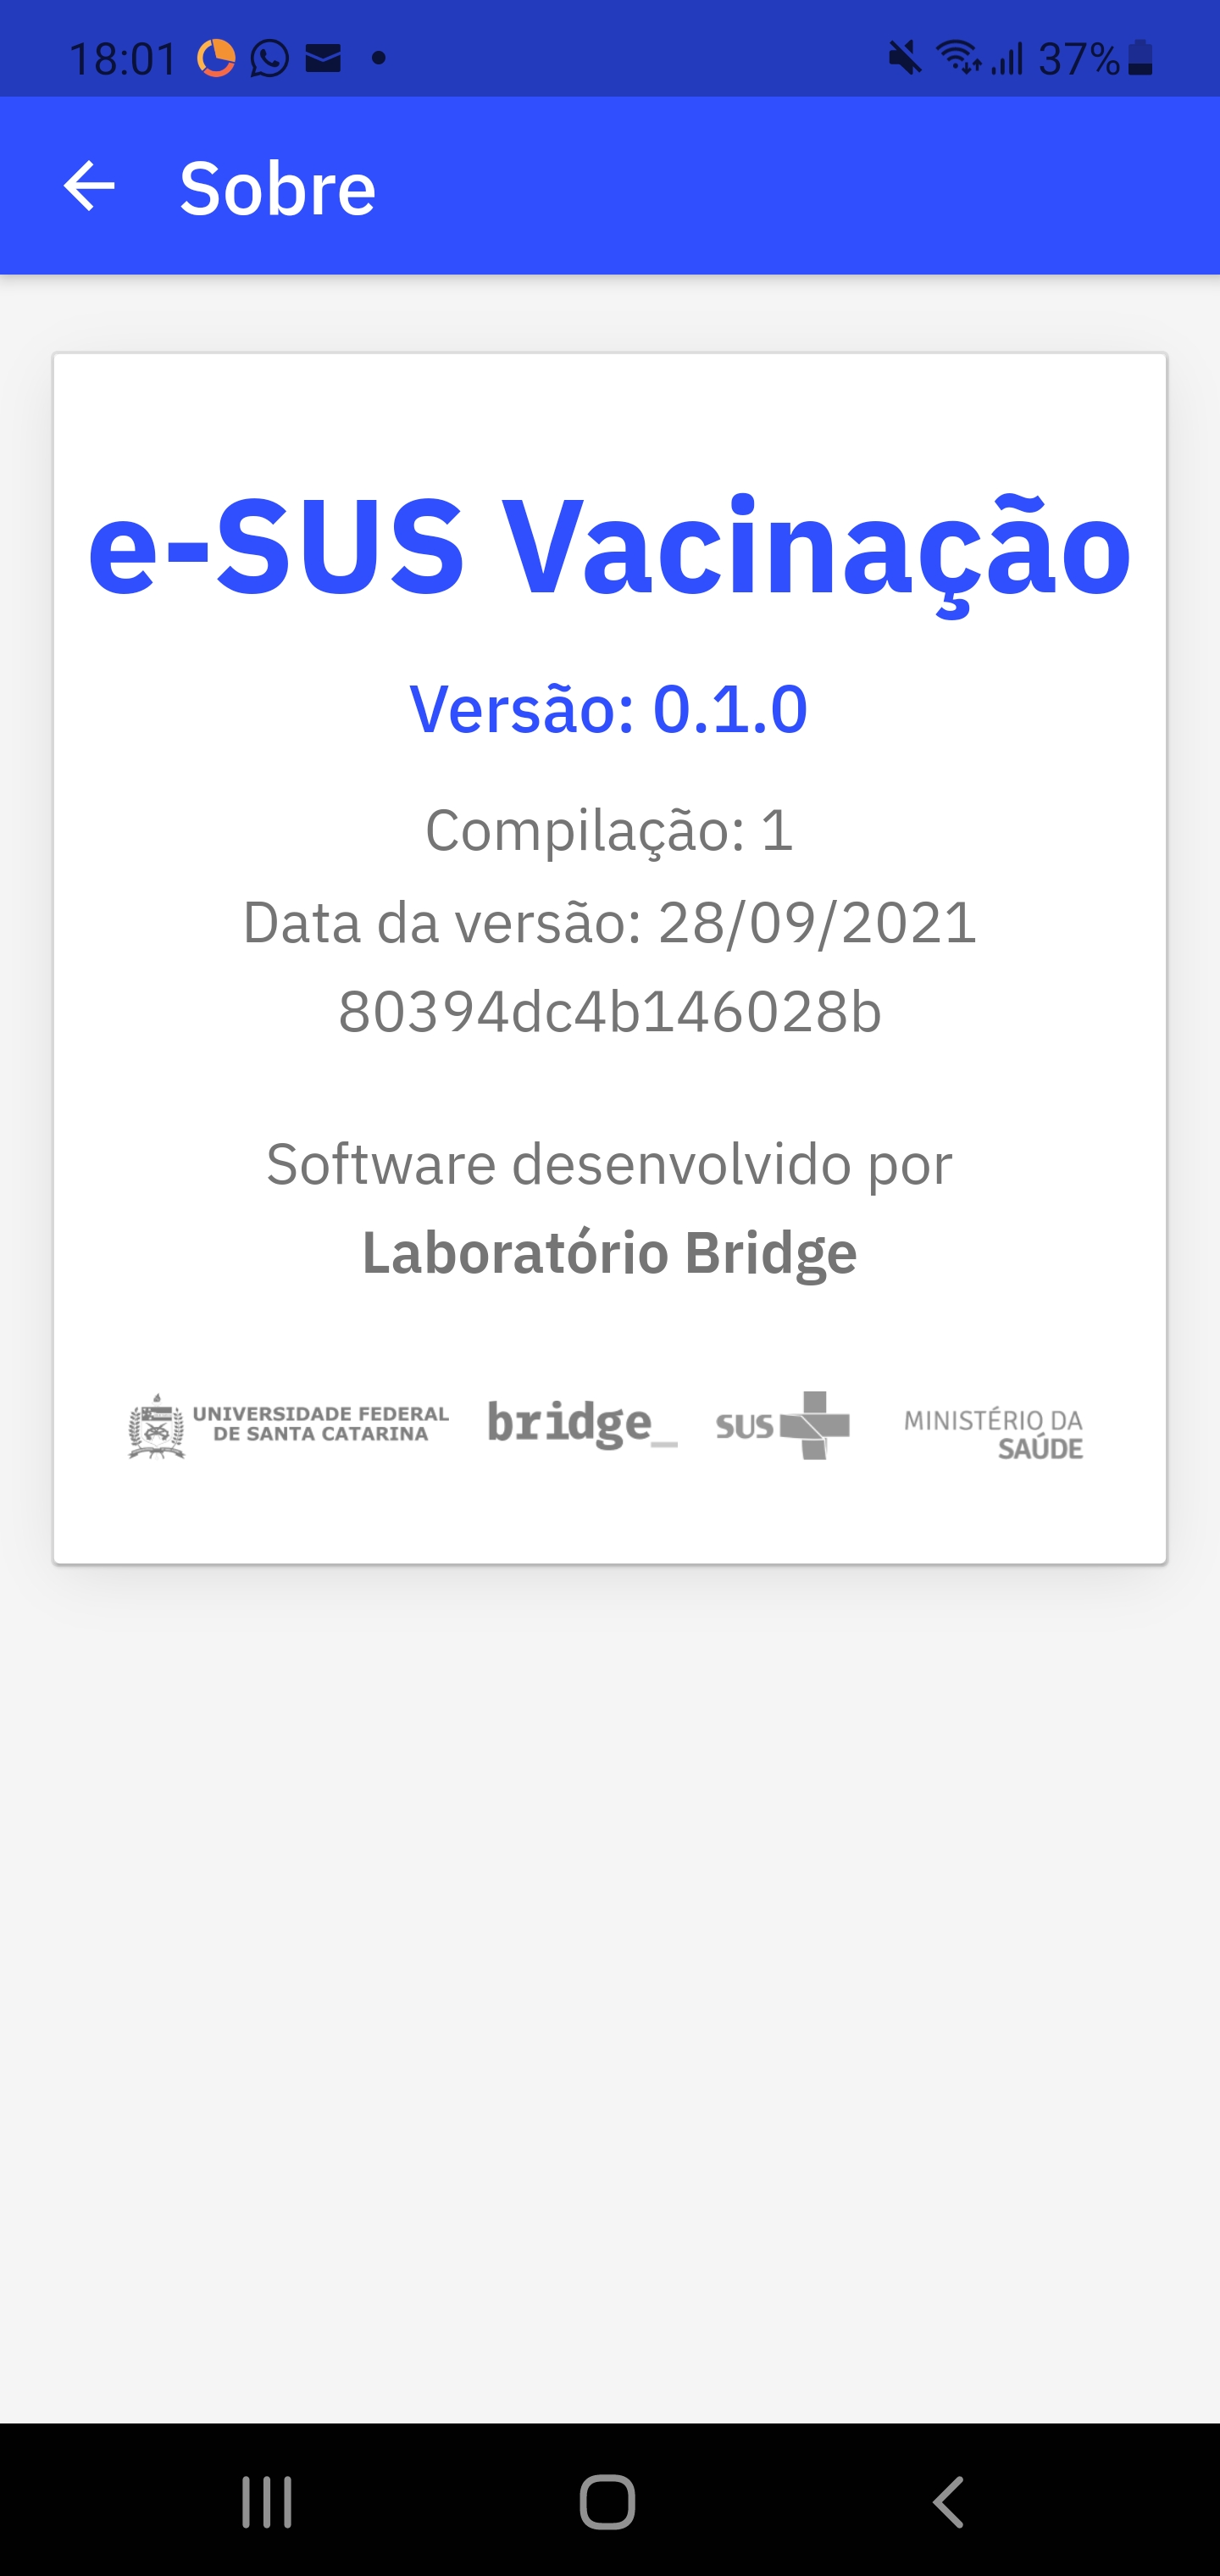 18:01
37%
Sobre
e-SUS Vacinação
Versão: 0.1.0
Compilação: 1
Data da versão: 28/09/2021
80394dc4b146028b
Software desenvolvido por
Laboratório Bridge
UNIVERSIDADE FEDERAL
DE SANTA CATARINA
bridge_
SUS
MINISTÉRIO DA
SAÚDE